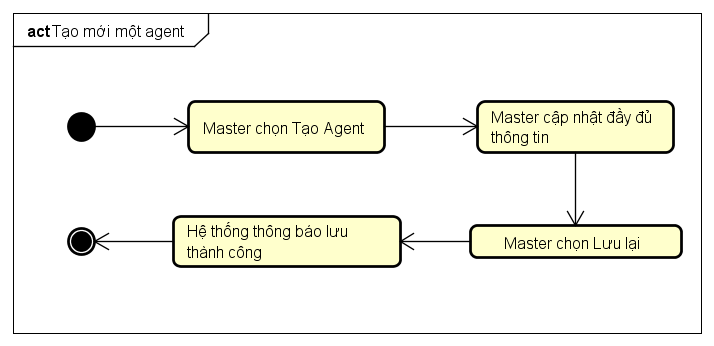 act Tạo mới một agent
Master chọn Tạo Agent
Master cập nhật đầy đủ
thông tin
Master chọn Lưu lại
Hệ thống thông báo lưu
thành công